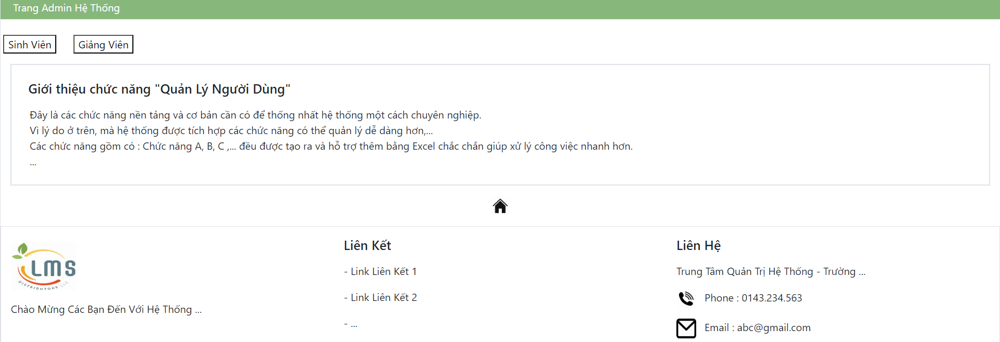 Trang Admin Hệ Thống
Sinh Viên
Giảng Viên
Giới thiệu chức năng "Quản Lý Người Dùng"
Đây là các chức năng nền tảng và cơ bản cần có để thống nhất hệ thống một cách chuyên nghiệp.
Vì lý do ở trên, mà hệ thống được tích hợp các chức năng có thể quản lý dễ dàng hơn,...
Các chức năng gồm có : Chức năng A, B, C ,... đều được tạo ra và hỗ trợ thêm bằng Excel chắc chắn giúp xử lý công việc nhanh hơn.
...
LMS
DISTRIBUTORS LLC
Chào Mừng Các Bạn Đến Với Hệ Thống ...
Liên Kết
- Link Liên Kết 1
- Link Liên Kết 2
- ...
Liên Hệ
Trung Tâm Quản Trị Hệ Thống - Trường ...
Phone : 0143.234.563
Email : abc@gmail.com